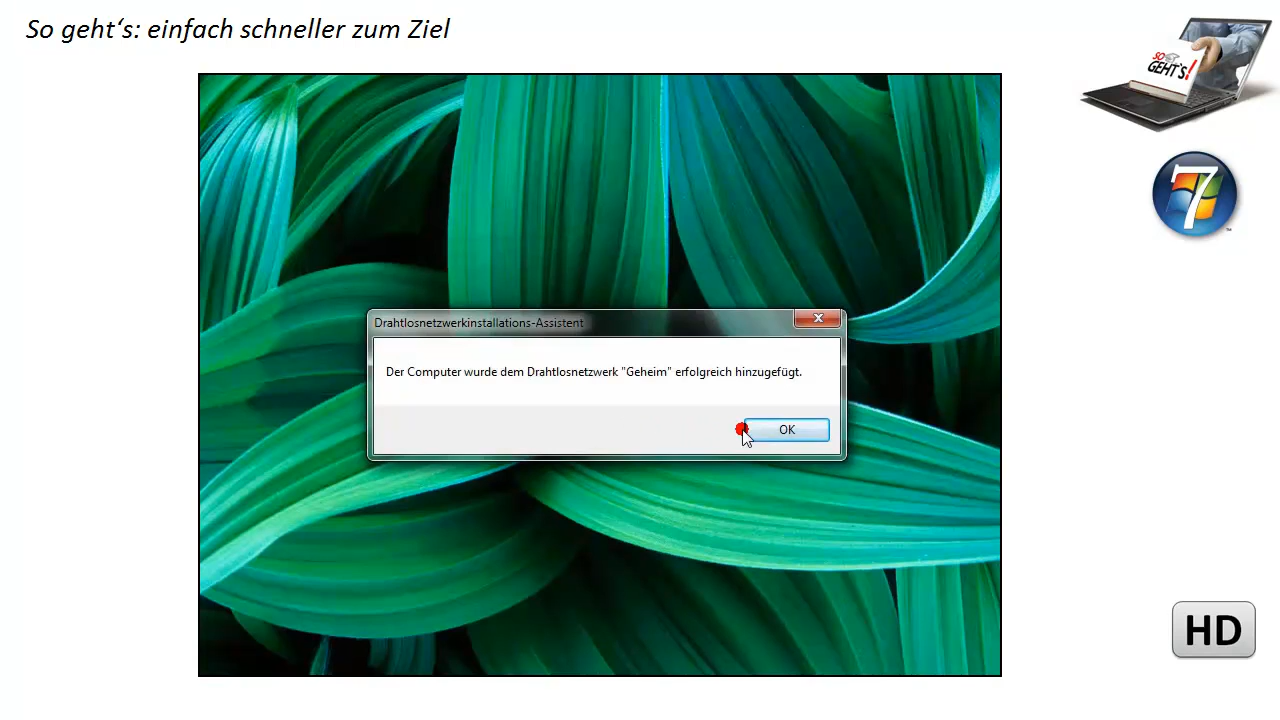 So geht‘s: einfach schneller zum Ziel
SO
GEHT'S!
7
Drahtlosnetzwerkinstallations-Assistent
Der Computer wurde dem Drahtlosnetzwerk "Geheim" erfolgreich hinzugefügt.
OK
HD